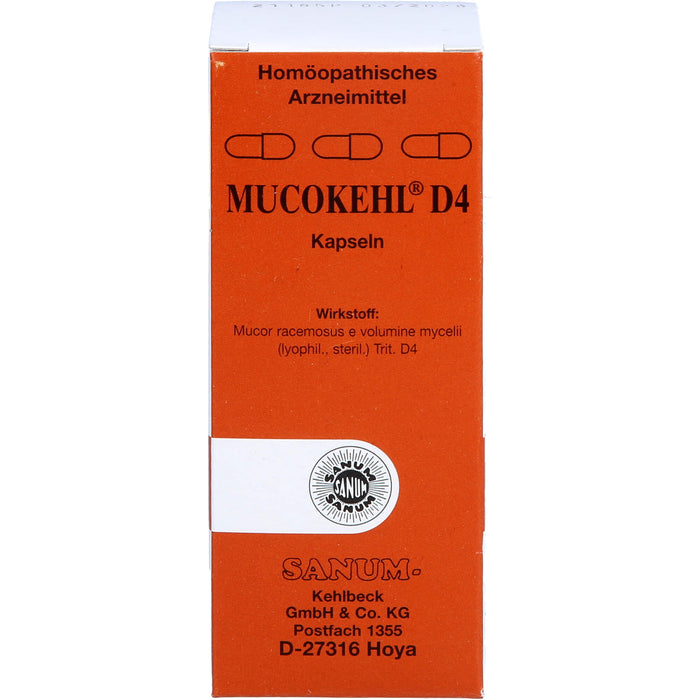 Homöopathisches
Arzneimittel
MUCOKEHL® D4
Kapseln
Wirkstoff:
Mucor racemosus e volumine mycelii
(lyophil., steril.) Trit. D4
SANUM
SANUM
SANUM
SANUM-
Kehlbeck
GmbH & Co. KG
Postfach 1355
D-27316 Hoya